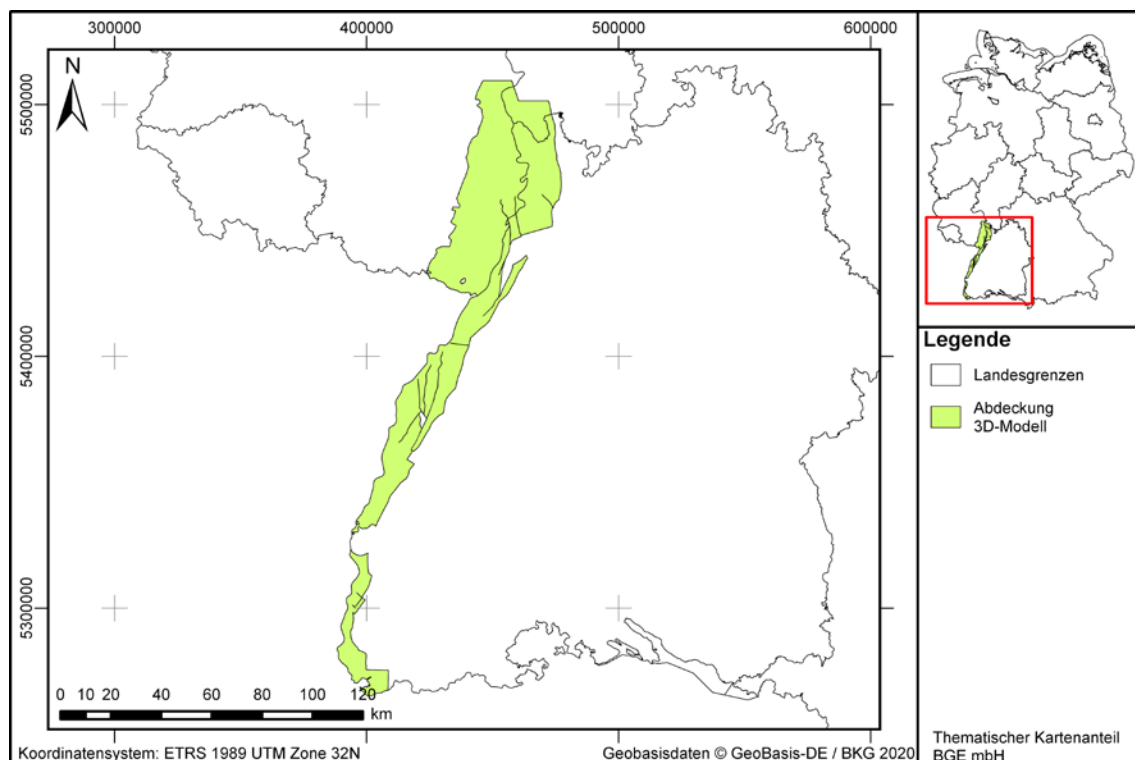 300000 400000 500000 600000
N
5500000
5400000
5300000
0 10 20 40 60 80 100 120
km
Koordinatensystem: ETRS 1989 UTM Zone 32N
Geobasisdaten © GeoBasis-DE / BKG 2020
Legende
Landesgrenzen
Abdeckung
3D-Modell
Thematischer Kartenanteil
BGE mbH